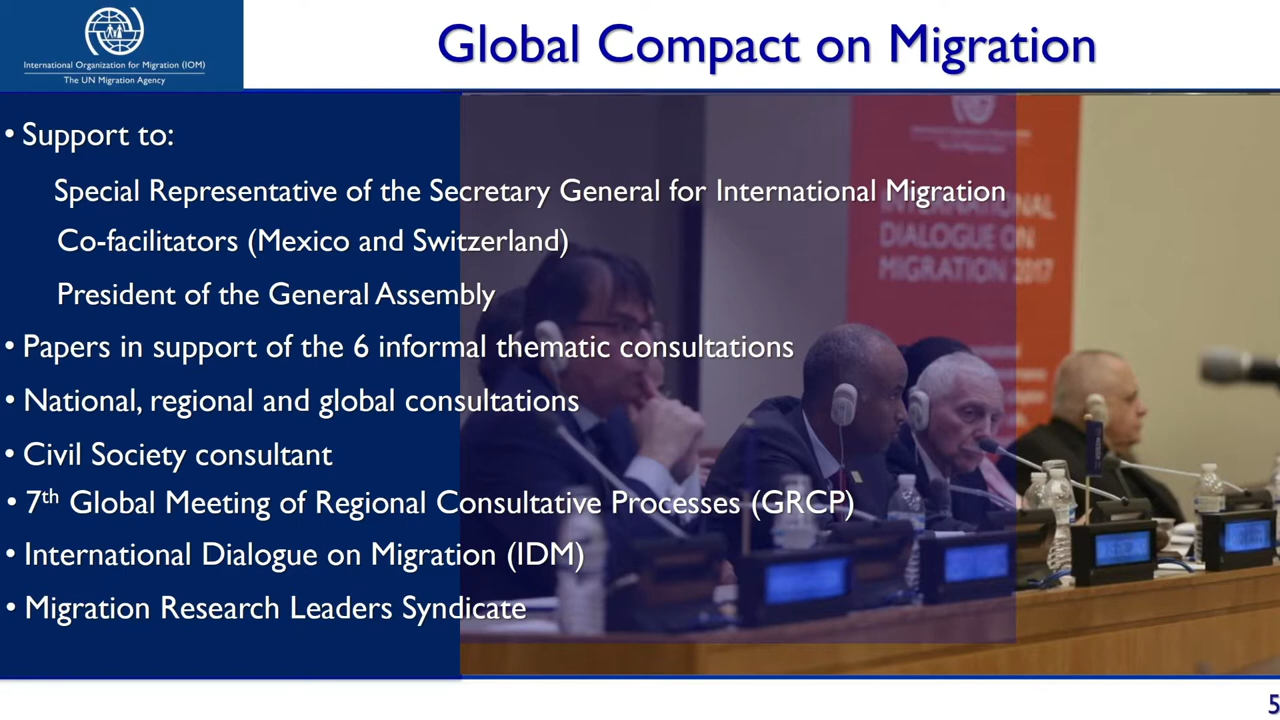 International Organization for Migration (IOM)
The UN Migration Agency
Global Compact on Migration
• Support to:
Special Representative of the Secretary General for International Migration
Co-facilitators (Mexico and Switzerland)
President of the General Assembly
• Papers in support of the 6 informal thematic consultations
• National, regional and global consultations
• Civil Society consultant
• 7th Global Meeting of Regional Consultative Processes (GRCP)
• International Dialogue on Migration (IDM)
• Migration Research Leaders Syndicate
INTERNATIONAL
DIALOGUE ON
MIGRATION 2017
5